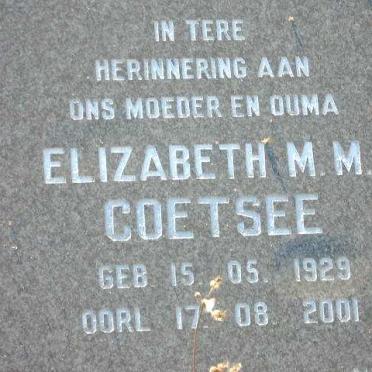 IN TERE
HERINNERING AAN
ONS MOEDER EN OUMA
ELIZABETH M. M.
COETSEE
GEB 15. 05. 1929
OORL 17. 08. 2001